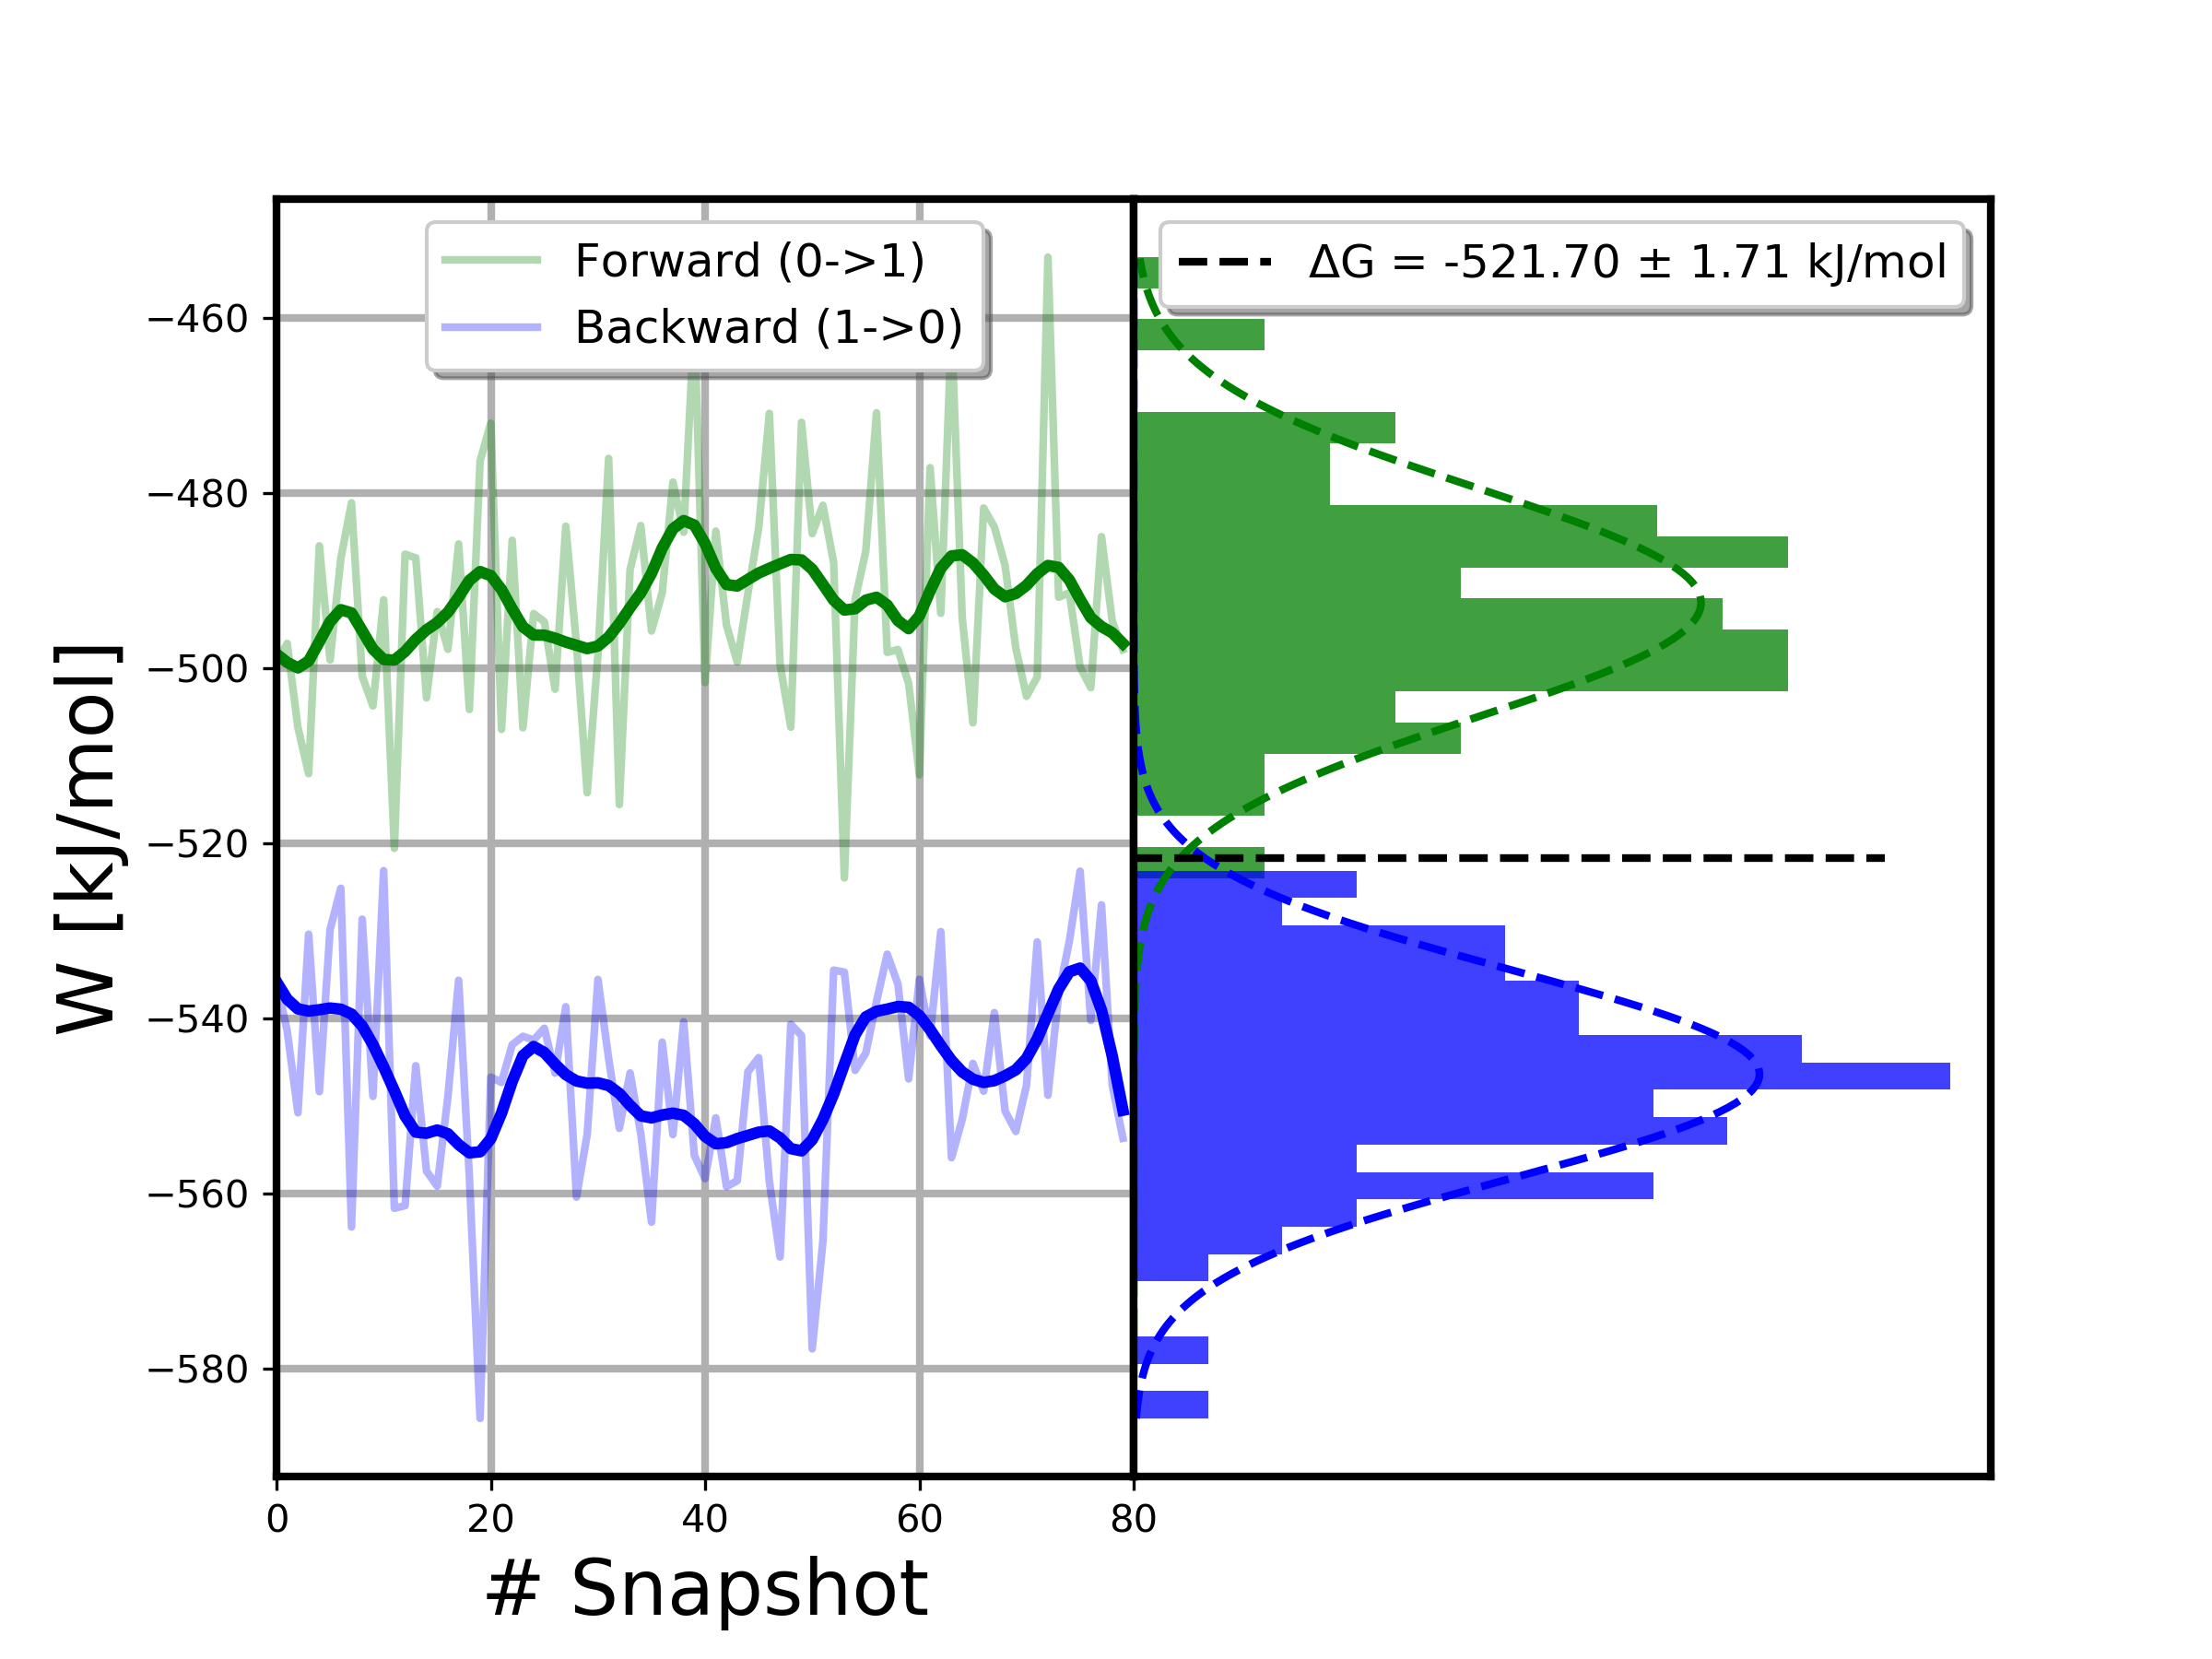 Forward (0->1)
Backward (1->0)
ΔG = -521.70 ± 1.71 kJ/mol
W [kJ/mol]
−460
−480
−500
−520
−540
−560
−580
0 20 40 60 80
# Snapshot